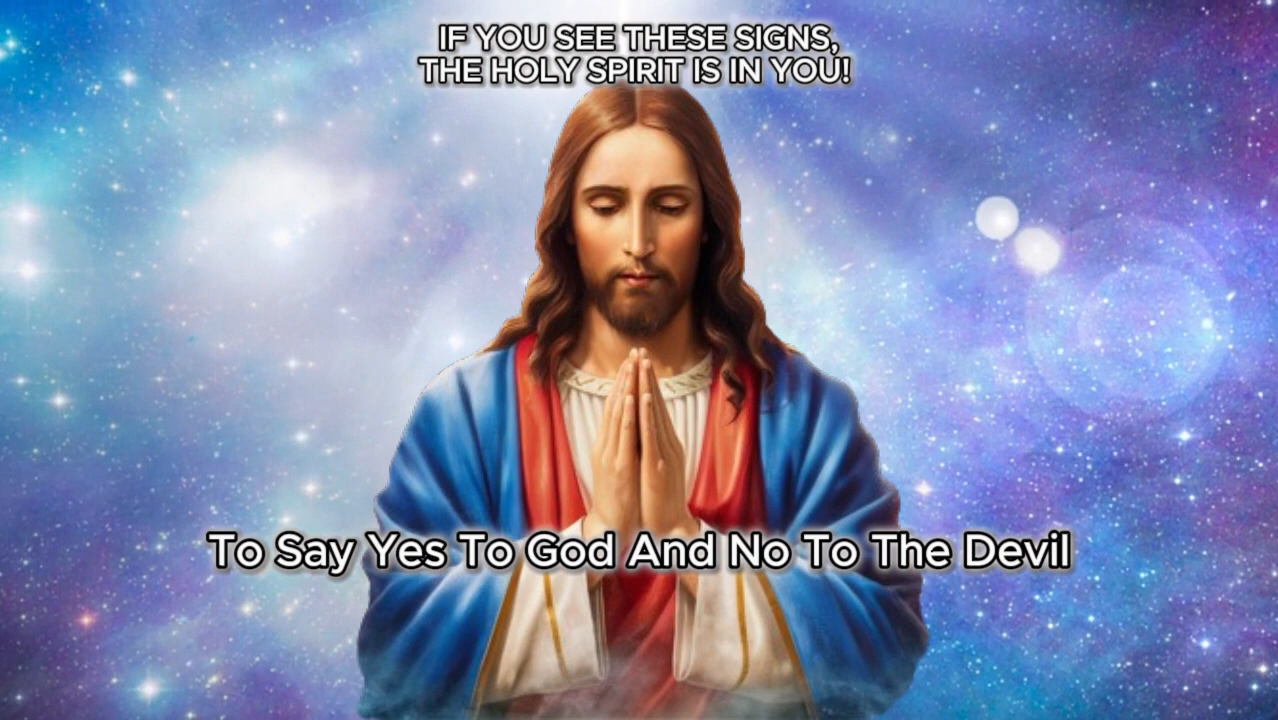 IF YOU SEE THESE SIGNS,
THE HOLY SPIRIT IS IN YOU!
To Say Yes To God And No To The Devil